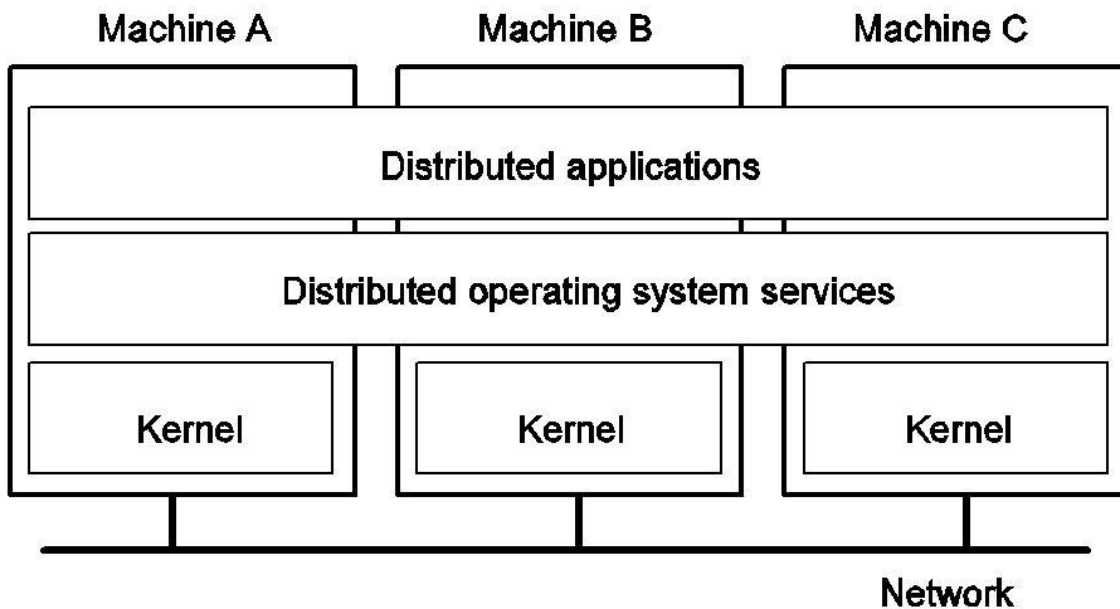 Machine A
Machine B
Machine C
Distributed applications
Distributed operating system services
Kernel
Kernel
Kernel
Network